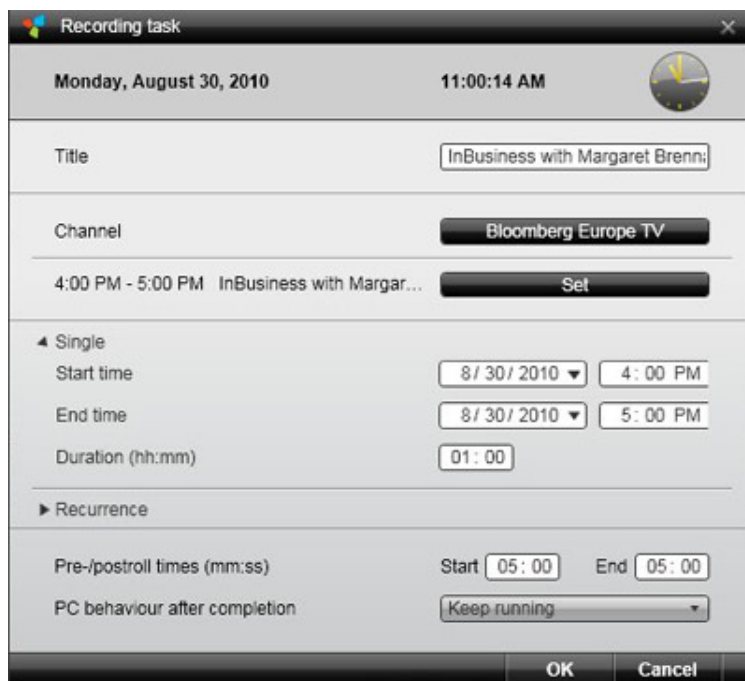 Recording task
Monday, August 30, 2010 11:00:14 AM
Title InBusiness with Margaret Brenn
Channel Bloomberg Europe TV
4:00 PM - 5:00 PM InBusiness with Margar... Set
Single
Start time 8/ 30/ 2010 4: 00 PM
End time 8/ 30/ 2010 5: 00 PM
Duration (hh:mm) 01: 00
Recurrence
Pre-/postroll times (mm:ss) Start 05: 00 End 05: 00
PC behaviour after completion Keep running
OK Cancel